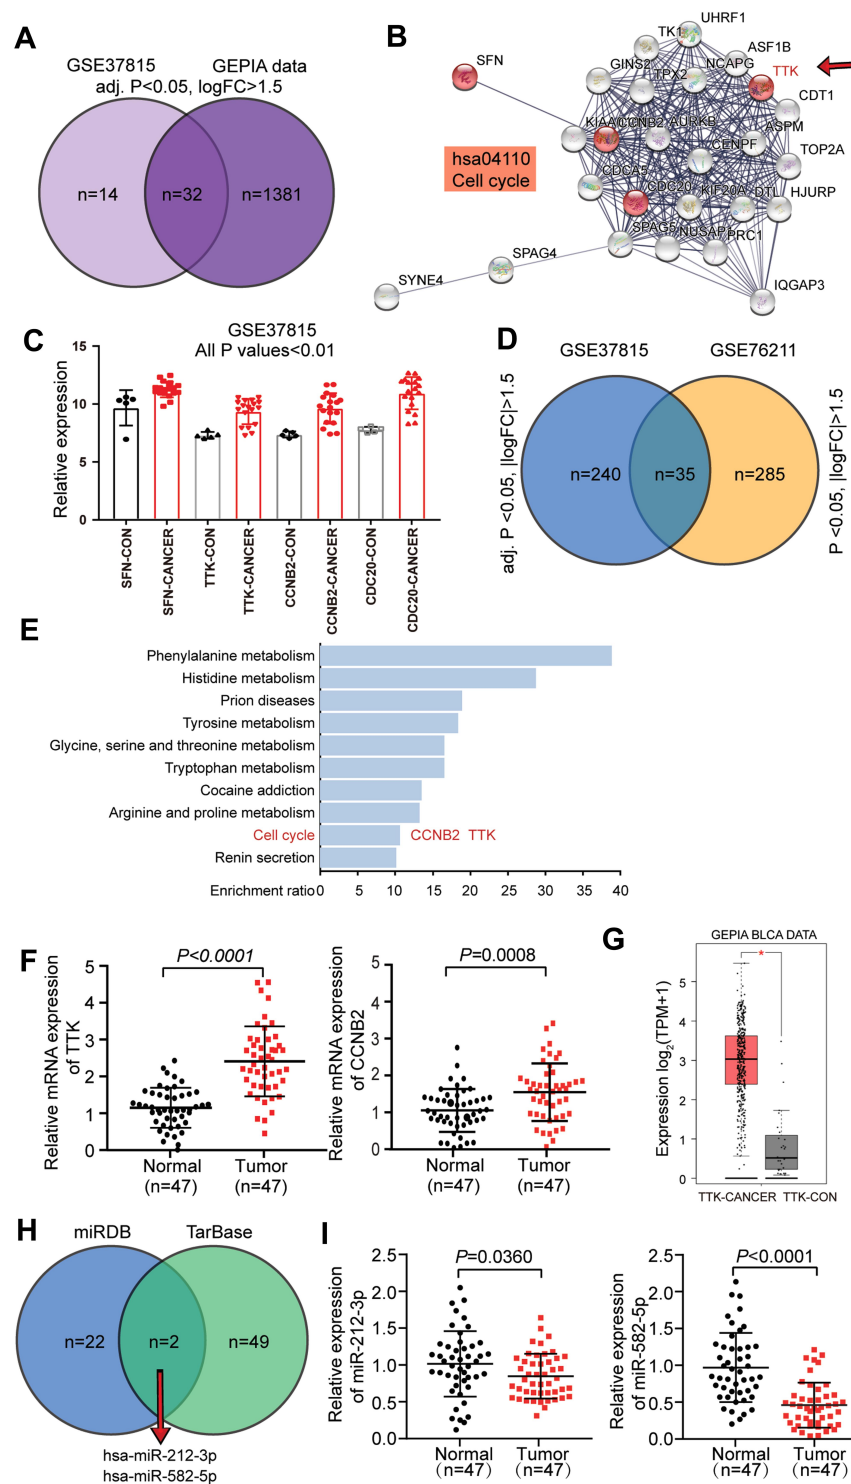 A
GSE37815
GEPIA data
adj. P<0.05, logFC>1.5
n=14
n=32
n=1381
B
UHRF1
TK1
ASF1B
SFN
GINS2
TPX2
NCAPG
TTK
CDT1
KIAA
CCNB2
AURKB
ASPM
CENPF
TOP2A
hsa04110
Cell cycle
CDCA5
CDC20
KIF20A
DTL
HJURP
SPAG5
NUSAP1
PRC1
SPAG4
SYNE4
IQGAP3
C
GSE37815
All P values<0.01
Relative expression
15
10
5
0
SFN-CON
SFN-CANCER
TTK-CON
TTK-CANCER
CCNB2-CON
CCNB2-CANCER
CDC20-CON
CDC20-CANCER
D
GSE37815
GSE76211
adj. P <0.05, |logFC|>1.5
n=240
n=35
n=285
P <0.05, |logFC|>1.5
E
Phenylalanine metabolism
Histidine metabolism
Prion diseases
Tyrosine metabolism
Glycine, serine and threonine metabolism
Tryptophan metabolism
Cocaine addiction
Arginine and proline metabolism
Cell cycle CCNB2 TTK
Renin secretion
Enrichment ratio 0 5 10 15 20 25 30 35 40
F
P<0.0001
Relative mRNA expression
of TTK
5
4
3
2
1
0
Normal
(n=47)
Tumor
(n=47)
P=0.0008
Relative mRNA expression
of CCNB2
5
4
3
2
1
0
Normal
(n=47)
Tumor
(n=47)
G
GEPIA BLCA DATA
*
Expression log2(TPM+1)
5
4
3
2
1
0
TTK-CANCER TTK-CON
H
miRDB
TarBase
n=22
n=2
n=49
hsa-miR-212-3p
hsa-miR-582-5p
I
P=0.0360
Relative expression
of miR-212-3p
2.5
2.0
1.5
1.0
0.5
0.0
Normal
(n=47)
Tumor
(n=47)
P<0.0001
Relative expression
of miR-582-5p
2.5
2.0
1.5
1.0
0.5
0.0
Normal
(n=47)
Tumor
(n=47)